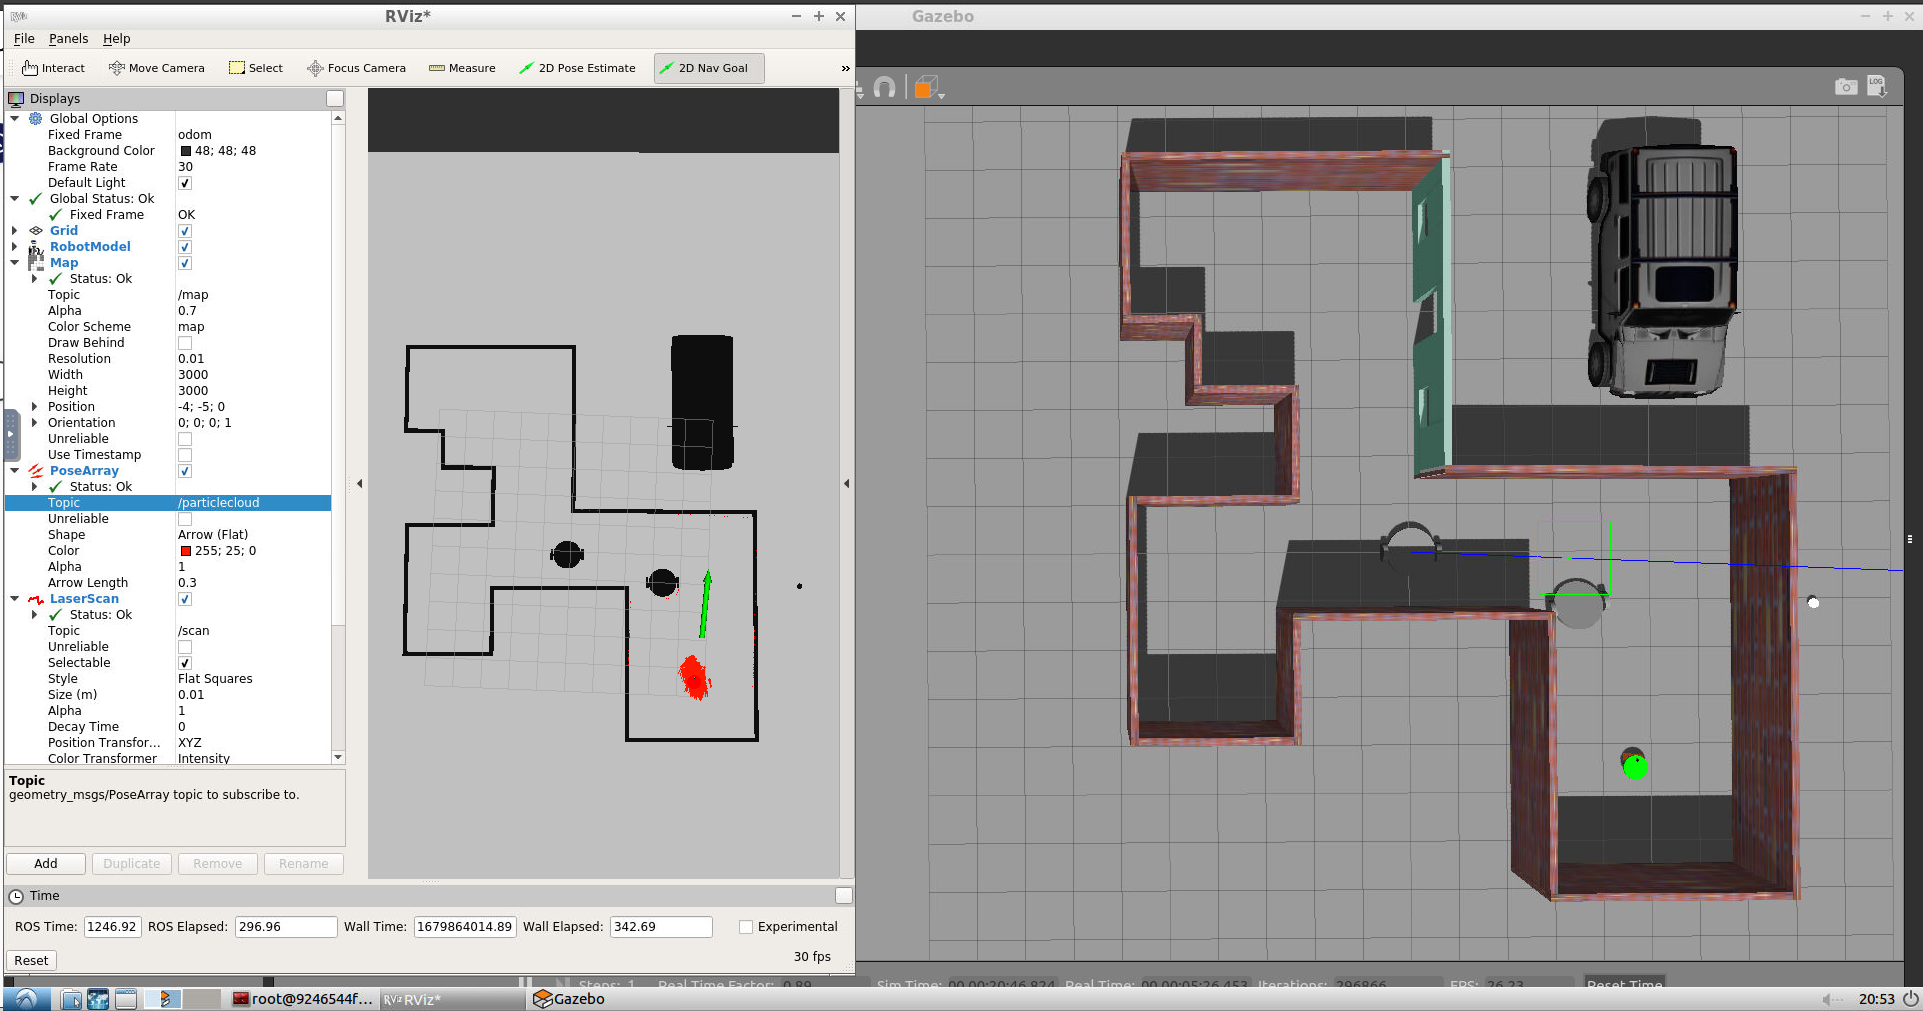 RViz*
Gazebo
File Panels Help
Interact Move Camera Select Focus Camera Measure 2D Pose Estimate 2D Nav Goal »
LOG
Displays
Global Options
Fixed Frame odom
Background Color 48; 48; 48
Frame Rate 30
Default Light
Global Status: Ok
Fixed Frame OK
Grid
RobotModel
Map
Status: Ok
Topic /map
Alpha 0.7
Color Scheme map
Draw Behind
Resolution 0.01
Width 3000
Height 3000
Position -4; -5; 0
Orientation 0; 0; 0; 1
Unreliable
Use Timestamp
PoseArray
Status: Ok
Topic /particlecloud
Unreliable
Shape Arrow (Flat)
Color 255; 25; 0
Alpha 1
Arrow Length 0.3
LaserScan
Status: Ok
Topic /scan
Unreliable
Selectable
Style Flat Squares
Size (m) 0.01
Alpha 1
Decay Time 0
Position Transfor... XYZ
Color Transformer Intensity
Topic
geometry_msgs/PoseArray topic to subscribe to.
Add Duplicate Remove Rename
Time
ROS Time: 1246.92 ROS Elapsed: 296.96 Wall Time: 1679864014.89 Wall Elapsed: 342.69 Experimental
Reset 30 fps
Steps: 1 Real Time Factor: 0.89 Sim Time: 00 00:20:46.824 Real Time: 00 00:05:26.453 Iterations: 296866 FPS: 26.23 Reset Time
root@9246544f... RViz RViz* Gazebo 20:53